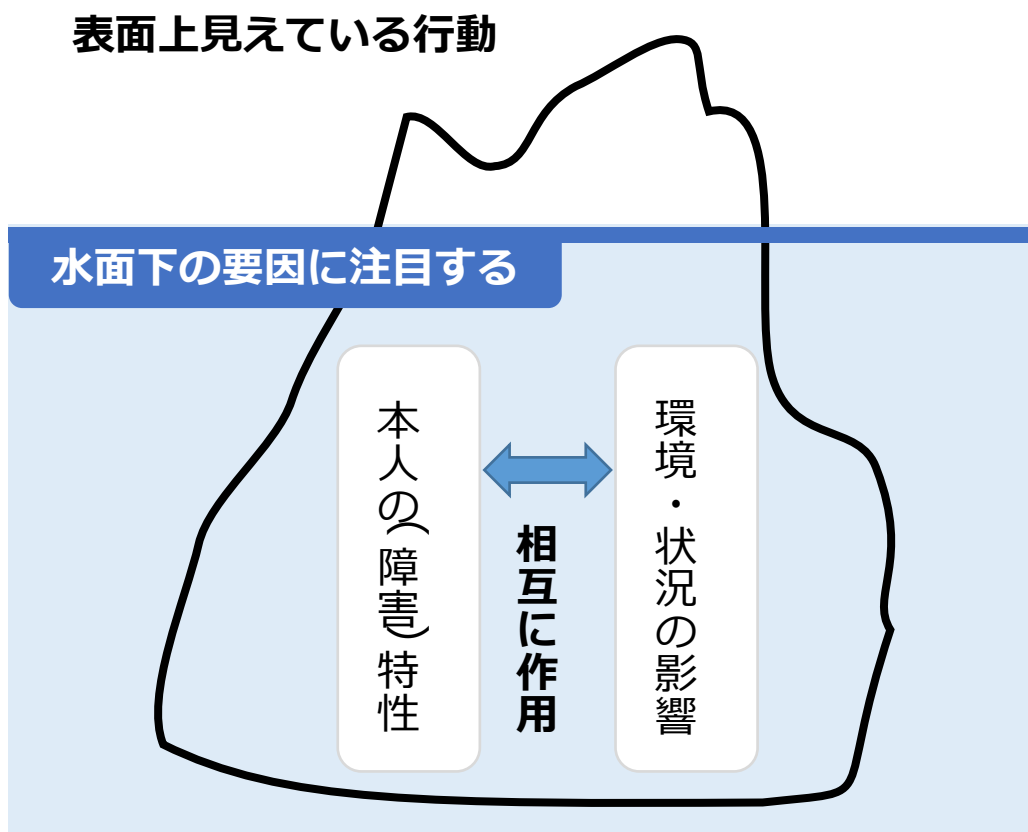 表面上見えている行動
水面下の要因に注目する
本人の(障害)特性
相互に作用
環境・状況の影響